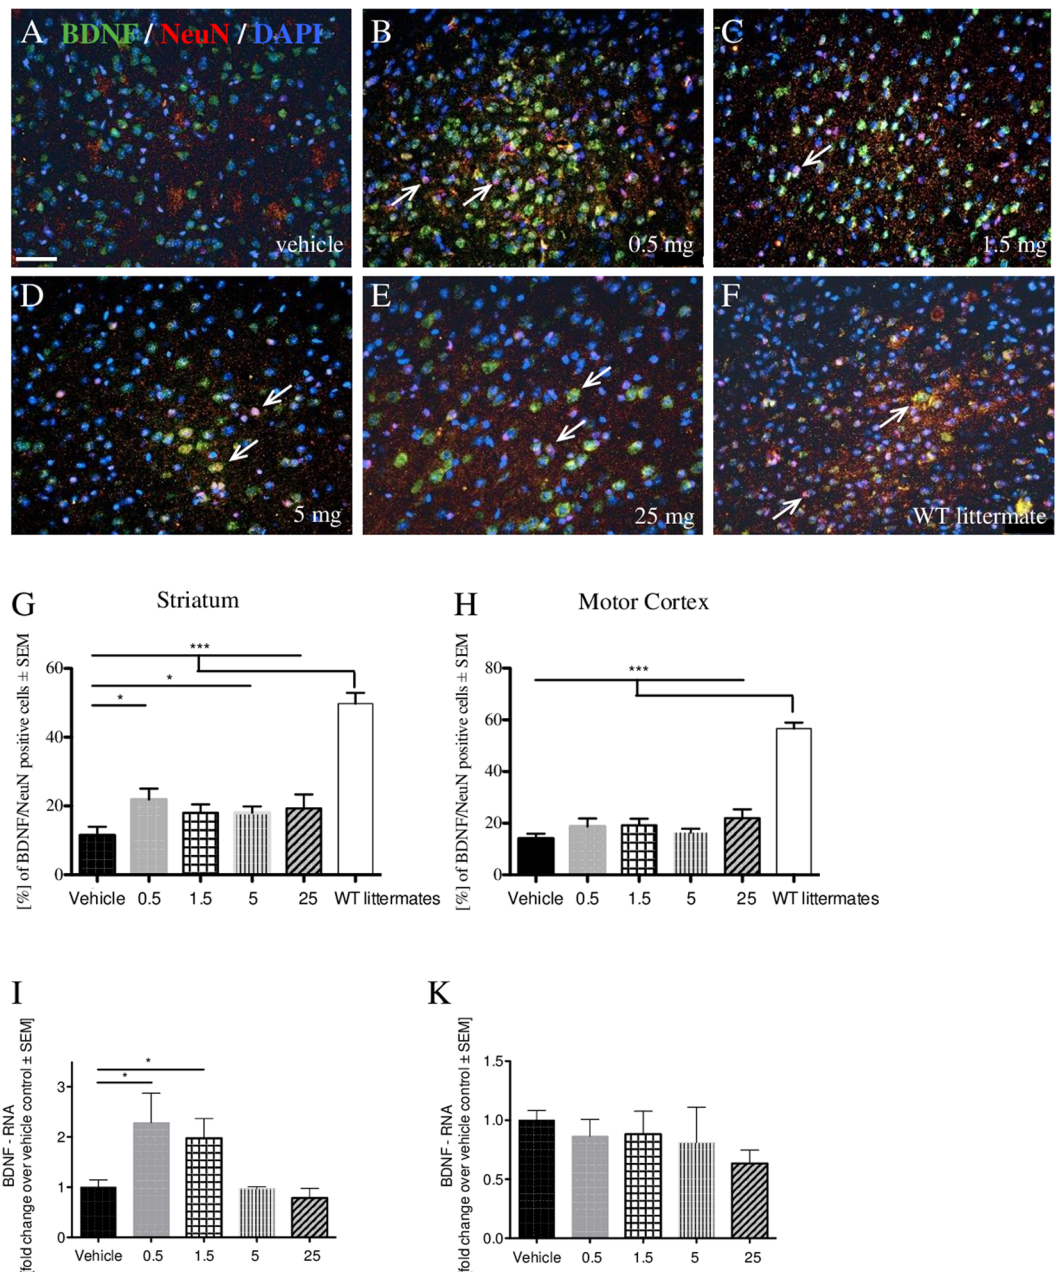 A BDNF / NeuN / DAPI
vehicle
B
0.5 mg
C
1.5 mg
D
5 mg
E
25 mg
F
WT littermate
G
Striatum
[%] of BDNF/NeuN positive cells ± SEM
60
40
20
0
***
*
*
Vehicle 0.5 1.5 5 25 WT littermates
H
Motor Cortex
[%] of BDNF/NeuN positive cells ± SEM
80
60
40
20
0
***
Vehicle 0.5 1.5 5 25 WT littermates
I
BDNF - RNA
fold change over vehicle control ± SEM]
3
2
1
0
*
*
Vehicle 0.5 1.5 5 25
K
BDNF - RNA
fold change over vehicle control ± SEM]
1.5
1.0
0.5
0.0
Vehicle 0.5 1.5 5 25